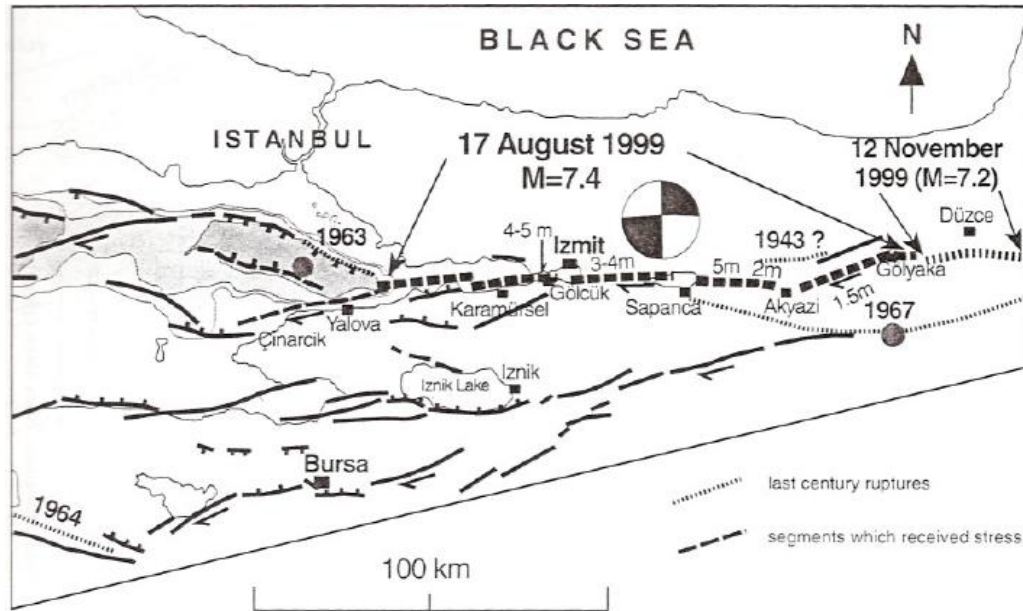 BLACK SEA
N
ISTANBUL
17 August 1999
M=7.4
12 November
1999 (M=7.2)
Düzce
1963
4-5 m
Izmit
3-4m
1943 ?
5m
2m
Gölyaka
1.5m
Karamürsel
Gölcük
Sapanca
Akyazi
1967
Yalova
Çinarcik
Iznik Lake
Iznik
Bursa
1964
last century ruptures
segments which received stress
100 km